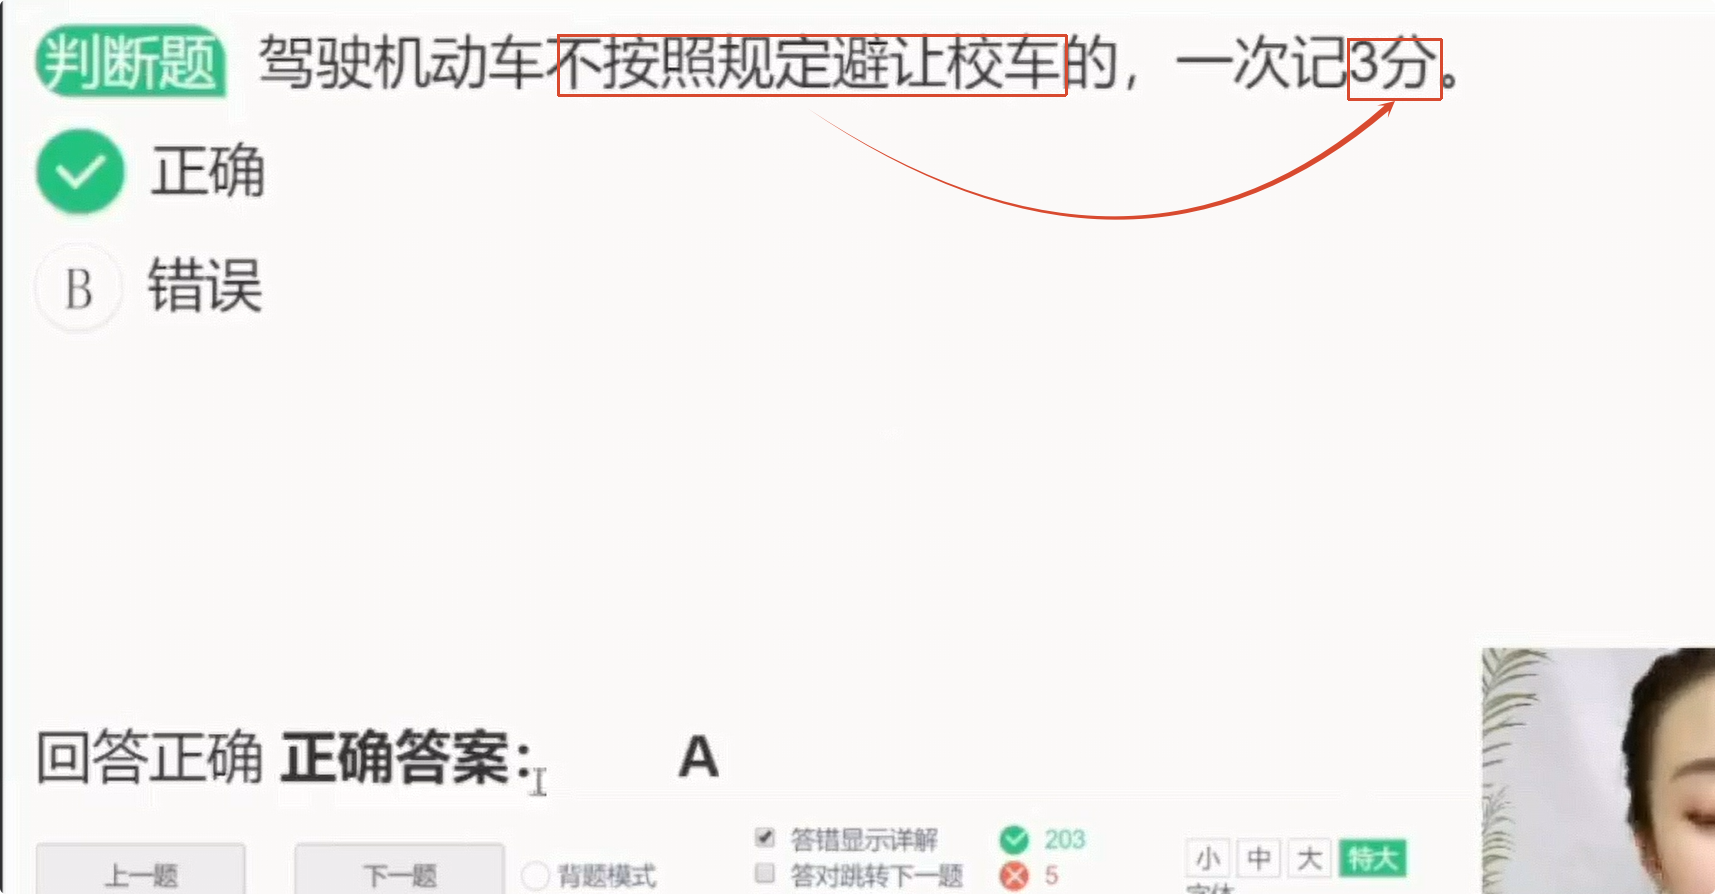 判断题 驾驶机动车不按照规定避让校车的，一次记3分。
正确
B 错误
回答正确 正确答案： A
答错显示详解 203
小 中 大 特大
上一题 下一题 背题模式 答对跳转下一题 5
字体